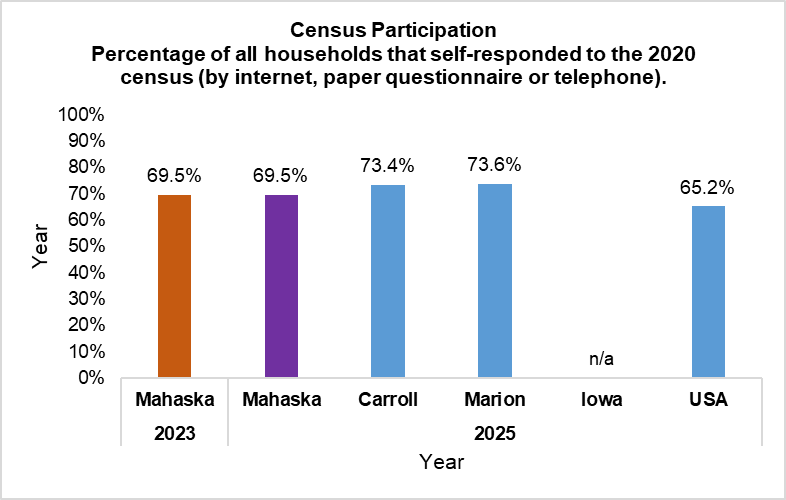 Census Participation
Percentage of all households that self-responded to the 2020
census (by internet, paper questionnaire or telephone).
100%
90%
80%
70%
60%
50%
40%
30%
20%
10%
0%
Year
69.5%
69.5%
73.4%
73.6%
n/a
65.2%
Mahaska
Mahaska
Carroll
Marion
Iowa
USA
2023
2025
Year